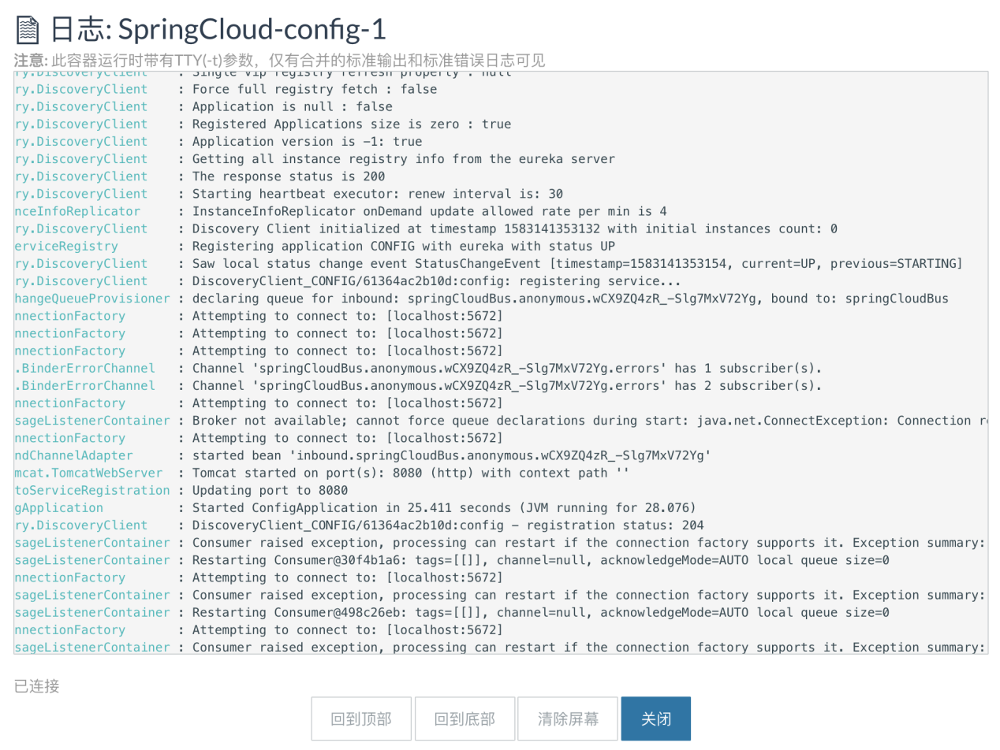 日志: SpringCloud-config-1
注意: 此容器运行时带有TTY(-t)参数，仅有合并的标准输出和标准错误日志可见
ry.DiscoveryClient : Single vip registry refresh property : null
ry.DiscoveryClient : Force full registry fetch : false
ry.DiscoveryClient : Application is null : false
ry.DiscoveryClient : Registered Applications size is zero : true
ry.DiscoveryClient : Application version is -1: true
ry.DiscoveryClient : Getting all instance registry info from the eureka server
ry.DiscoveryClient : The response status is 200
ry.DiscoveryClient : Starting heartbeat executor: renew interval is: 30
nceInfoReplicator : InstanceInfoReplicator onDemand update allowed rate per min is 4
ry.DiscoveryClient : Discovery Client initialized at timestamp 1583141353132 with initial instances count: 0
erviceRegistry : Registering application CONFIG with eureka with status UP
ry.DiscoveryClient : Saw local status change event StatusChangeEvent [timestamp=1583141353154, current=UP, previous=STARTING]
ry.DiscoveryClient : DiscoveryClient_CONFIG/61364ac2b10d:config: registering service...
hangeQueueProvisioner : declaring queue for inbound: springCloudBus.anonymous.wCX9ZQ4zR_-Slg7MxV72Yg, bound to: springCloudBus
nnectionFactory : Attempting to connect to: [localhost:5672]
nnectionFactory : Attempting to connect to: [localhost:5672]
nnectionFactory : Attempting to connect to: [localhost:5672]
.BinderErrorChannel : Channel 'springCloudBus.anonymous.wCX9ZQ4zR_-Slg7MxV72Yg.errors' has 1 subscriber(s).
.BinderErrorChannel : Channel 'springCloudBus.anonymous.wCX9ZQ4zR_-Slg7MxV72Yg.errors' has 2 subscriber(s).
nnectionFactory : Attempting to connect to: [localhost:5672]
sageListenerContainer : Broker not available; cannot force queue declarations during start: java.net.ConnectException: Connection re
nnectionFactory : Attempting to connect to: [localhost:5672]
ndChannelAdapter : started bean 'inbound.springCloudBus.anonymous.wCX9ZQ4zR_-Slg7MxV72Yg'
mcat.TomcatWebServer : Tomcat started on port(s): 8080 (http) with context path ''
toServiceRegistration : Updating port to 8080
gApplication : Started ConfigApplication in 25.411 seconds (JVM running for 28.076)
ry.DiscoveryClient : DiscoveryClient_CONFIG/61364ac2b10d:config - registration status: 204
sageListenerContainer : Consumer raised exception, processing can restart if the connection factory supports it. Exception summary:
sageListenerContainer : Restarting Consumer@30f4b1a6: tags=[[]], channel=null, acknowledgeMode=AUTO local queue size=0
nnectionFactory : Attempting to connect to: [localhost:5672]
sageListenerContainer : Consumer raised exception, processing can restart if the connection factory supports it. Exception summary:
sageListenerContainer : Restarting Consumer@498c26eb: tags=[[]], channel=null, acknowledgeMode=AUTO local queue size=0
nnectionFactory : Attempting to connect to: [localhost:5672]
sageListenerContainer : Consumer raised exception, processing can restart if the connection factory supports it. Exception summary:
已连接
回到顶部 回到底部 清除屏幕 关闭